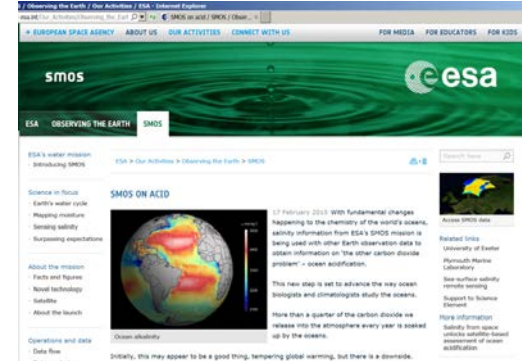 / Observing the Earth / Our Activities / ESA - Internet Explorer
SMOS on acid / SMOS / Obser...
EUROPEAN SPACE AGENCY ABOUT US OUR ACTIVITIES CONNECT WITH US FOR MEDIA FOR EDUCATORS FOR KIDS
smos
esa
ESA OBSERVING THE EARTH SMOS
ESA's water mission
Introducing SMOS
ESA > Our Activities > Observing the Earth > SMOS
Search here
Science in focus
Earth's water cycle
Mapping moisture
Sensing salinity
Surpassing expectations
About the mission
Facts and figures
Novel technology
Satellite
About the launch
Operations and data
Data flow
SMOS ON ACID
Ocean alkalinity
17 February 2015 With fundamental changes
happening to the chemistry of the world's oceans,
salinity information from ESA's SMOS mission is
being used with other Earth observation data to
obtain information on 'the other carbon dioxide
problem' – ocean acidification.
This new step is set to advance the way ocean
biologists and climatologists study the oceans.
More than a quarter of the carbon dioxide we
release into the atmosphere every year is soaked
up by the oceans.
Initially, this may appear to be a good thing, tempering global warming, but there is a downside.
Access SMOS data
Related links
University of Exeter
Plymouth Marine
Laboratory
Sea-surface salinity
remote sensing
Support to Science
Element
More information
Salinity from space
unlocks satellite-based
assessment of ocean
acidification